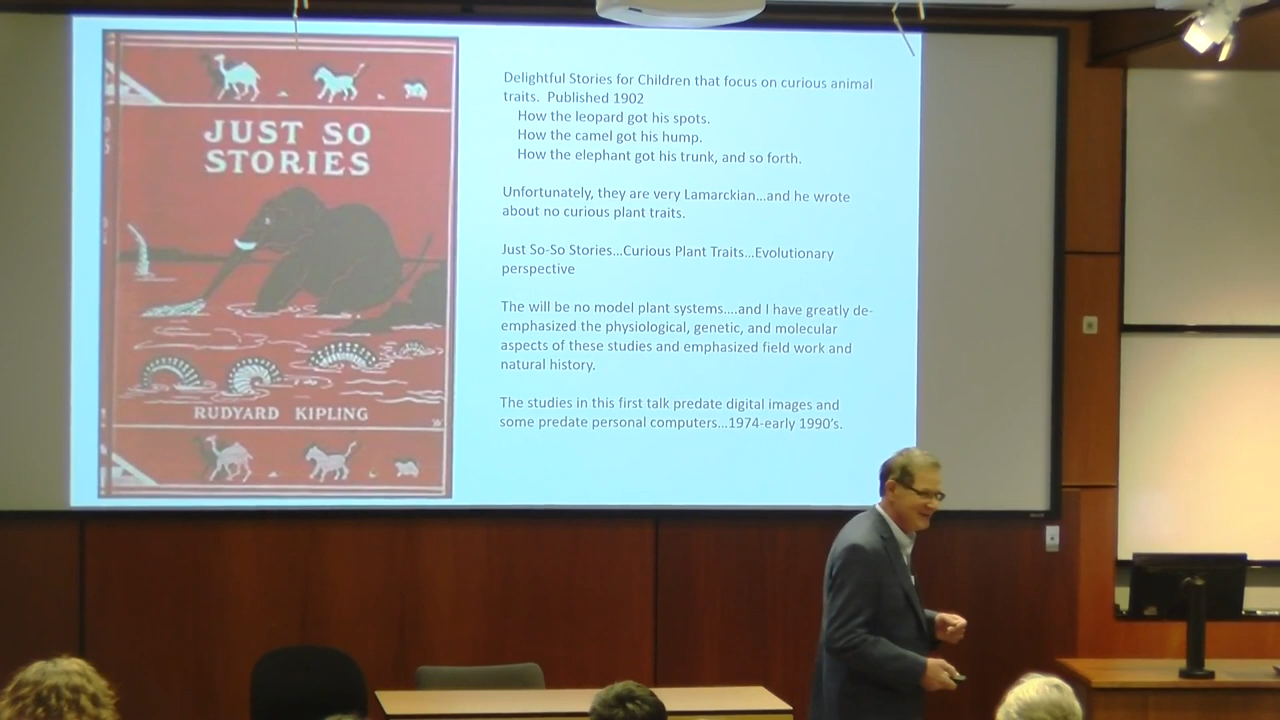 JUST SO
STORIES
RUDYARD KIPLING
Delightful Stories for Children that focus on curious animal
traits. Published 1902
How the leopard got his spots.
How the camel got his hump.
How the elephant got his trunk, and so forth.
Unfortunately, they are very Lamarckian...and he wrote
about no curious plant traits.
Just So-So Stories...Curious Plant Traits...Evolutionary
perspective
The will be no model plant systems....and I have greatly de-
emphasized the physiological, genetic, and molecular
aspects of these studies and emphasized field work and
natural history.
The studies in this first talk predate digital images and
some predate personal computers...1974-early 1990's.